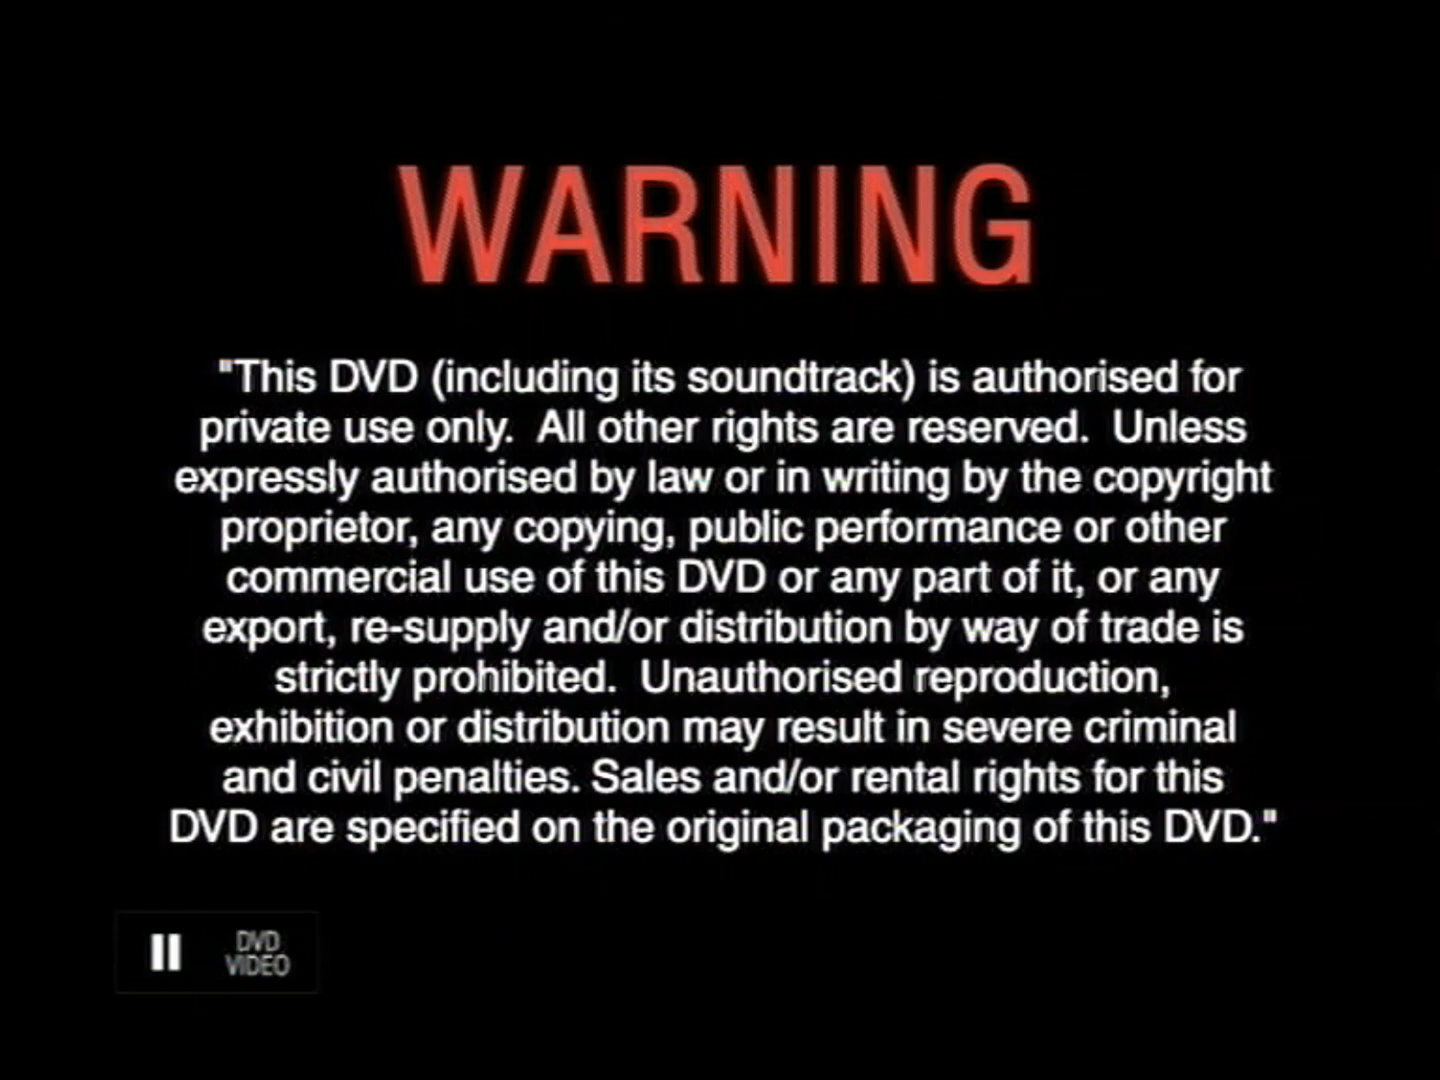 WARNING
"This DVD (including its soundtrack) is authorised for
private use only.  All other rights are reserved.  Unless
expressly authorised by law or in writing by the copyright
proprietor, any copying, public performance or other
commercial use of this DVD or any part of it, or any
export, re-supply and/or distribution by way of trade is
strictly prohibited.  Unauthorised reproduction,
exhibition or distribution may result in severe criminal
and civil penalties. Sales and/or rental rights for this
DVD are specified on the original packaging of this DVD."
DVD
VIDEO